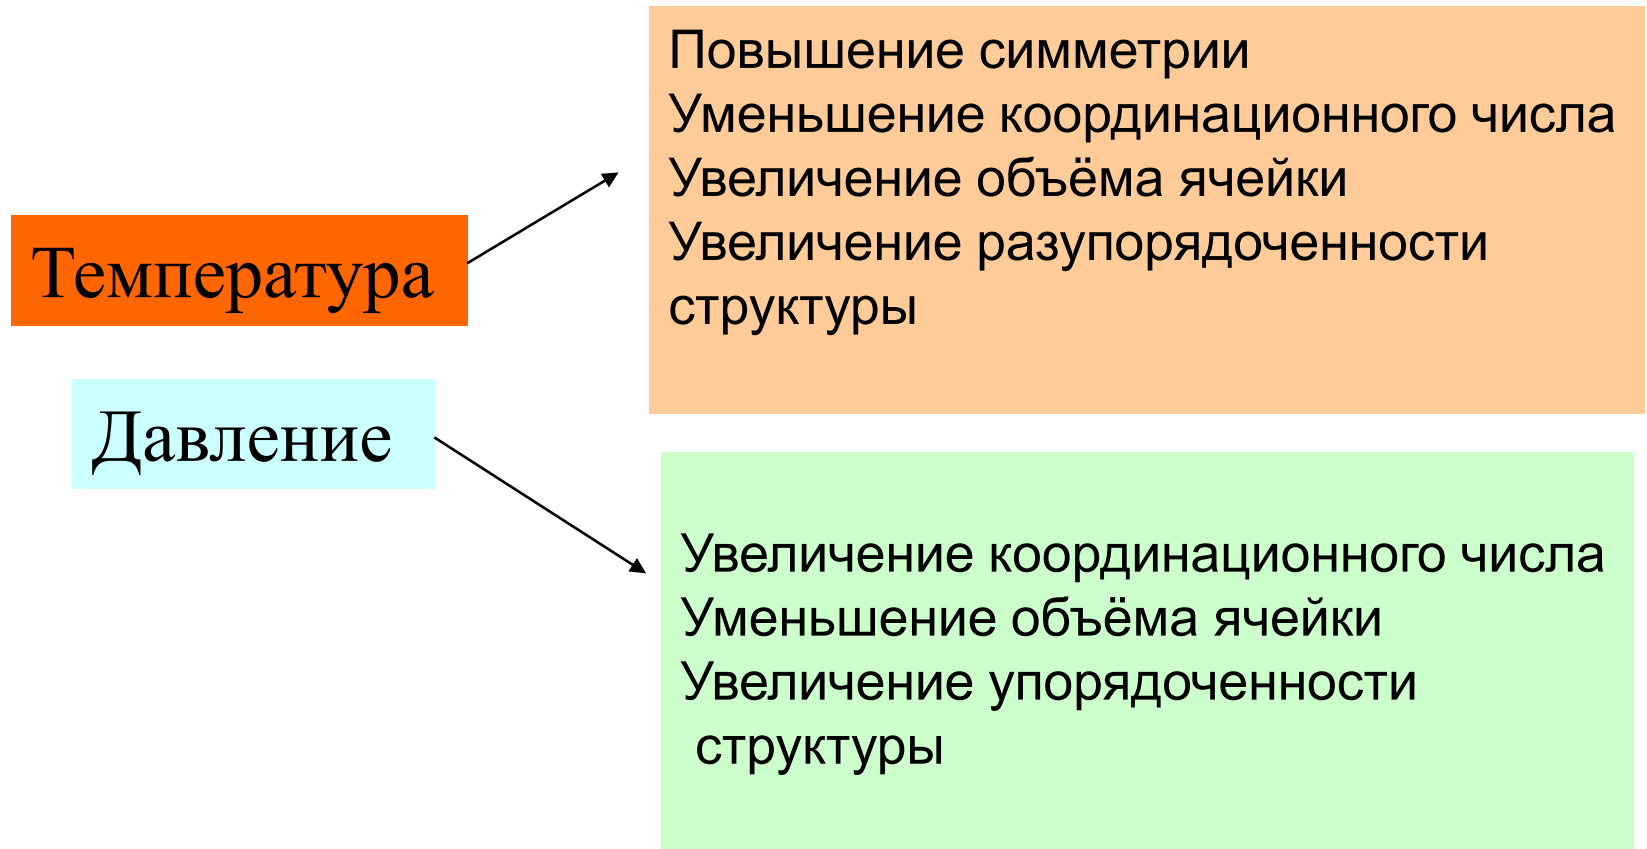 Температура
Повышение симметрии
Уменьшение координационного числа
Увеличение объёма ячейки
Увеличение разупорядоченности
структуры
Давление
Увеличение координационного числа
Уменьшение объёма ячейки
Увеличение упорядоченности
структуры